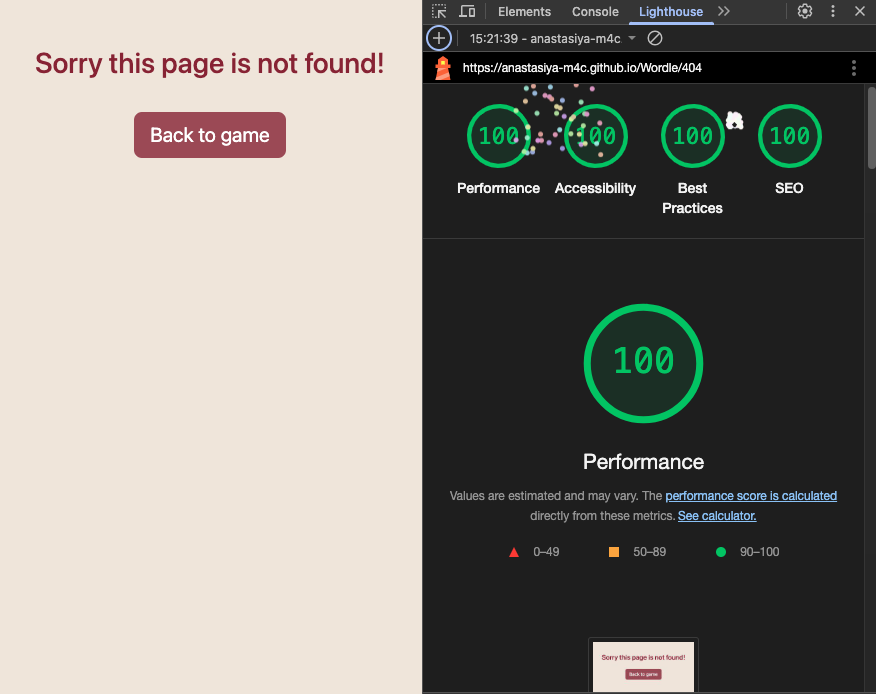 Sorry this page is not found!
Back to game
Elements Console Lighthouse
15:21:39 - anastasiya-m4c.
https://anastasiya-m4c.github.io/Wordle/404
100 100 100 100
Performance Accessibility Best Practices SEO
100
Performance
Values are estimated and may vary. The performance score is calculated
directly from these metrics. See calculator.
0–49 50–89 90–100
Sorry this page is not found!
Back to game